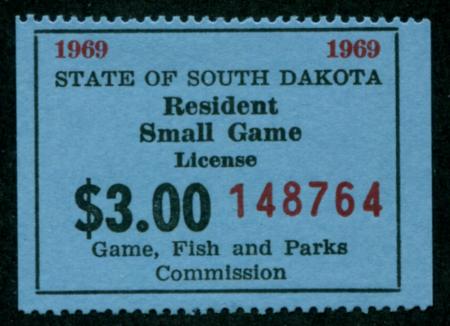 1969 1969
STATE OF SOUTH DAKOTA
Resident
Small Game
License
$3.00 148764
Game, Fish and Parks
Commission